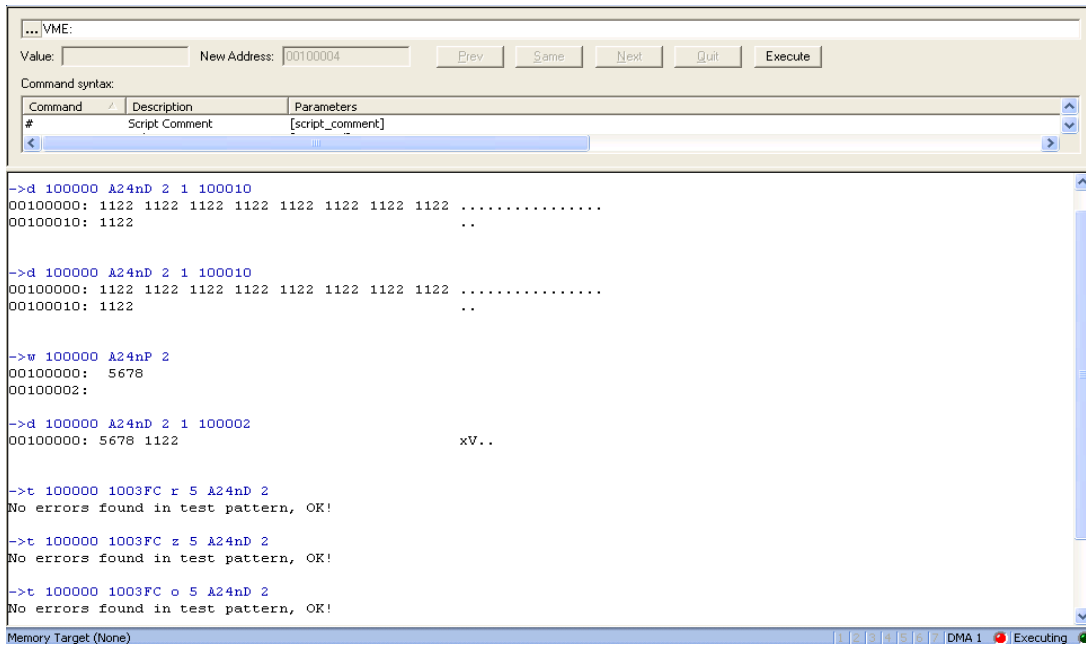 ... VME:
Value: New Address: 00100004 Prev Same Next Quit Execute
Command syntax:
Command Description Parameters
# Script Comment [script_comment]
->d 100000 A24nD 2 1 100010
00100000: 1122 1122 1122 1122 1122 1122 1122 1122 ................
00100010: 1122 ..
->d 100000 A24nD 2 1 100010
00100000: 1122 1122 1122 1122 1122 1122 1122 1122 ................
00100010: 1122 ..
->w 100000 A24nP 2
00100000: 5678
00100002:
->d 100000 A24nD 2 1 100002
00100000: 5678 1122 xV..
->t 100000 1003FC r 5 A24nD 2
No errors found in test pattern, OK!
->t 100000 1003FC z 5 A24nD 2
No errors found in test pattern, OK!
->t 100000 1003FC o 5 A24nD 2
No errors found in test pattern, OK!
Memory Target (None) 1 2 3 4 5 6 7 DMA 1 Executing